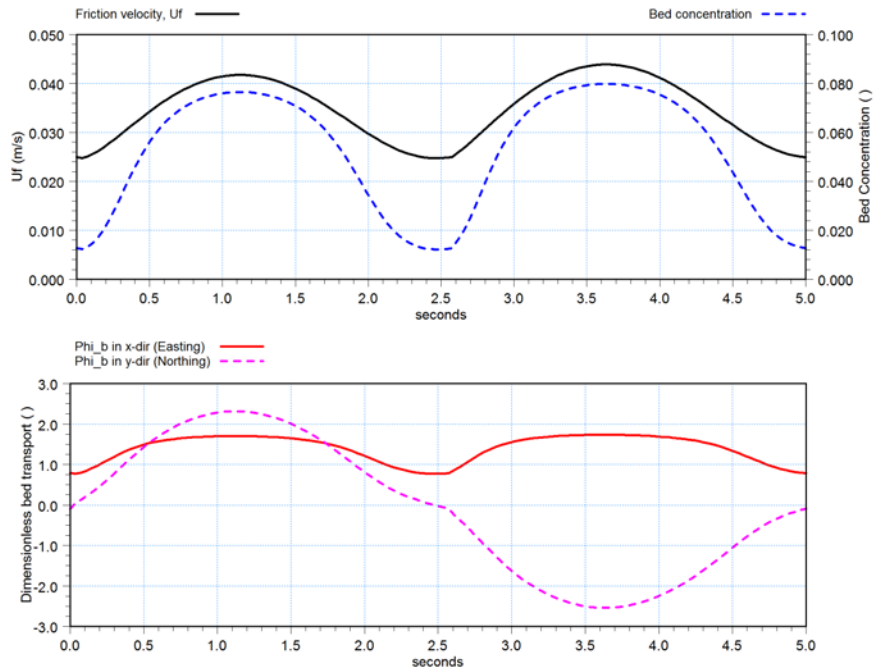 Friction velocity, Uf
Bed concentration
0.050
0.040
0.030
0.020
0.010
0.000
Uf (m/s)
0.100
0.080
0.060
0.040
0.020
0.000
Bed Concentration ( )
0.0 0.5 1.0 1.5 2.0 2.5 3.0 3.5 4.0 4.5 5.0
seconds
Phi_b in x-dir (Easting)
Phi_b in y-dir (Northing)
3.0
2.0
1.0
0.0
-1.0
-2.0
-3.0
Dimensionless bed transport ( )
0.0 0.5 1.0 1.5 2.0 2.5 3.0 3.5 4.0 4.5 5.0
seconds